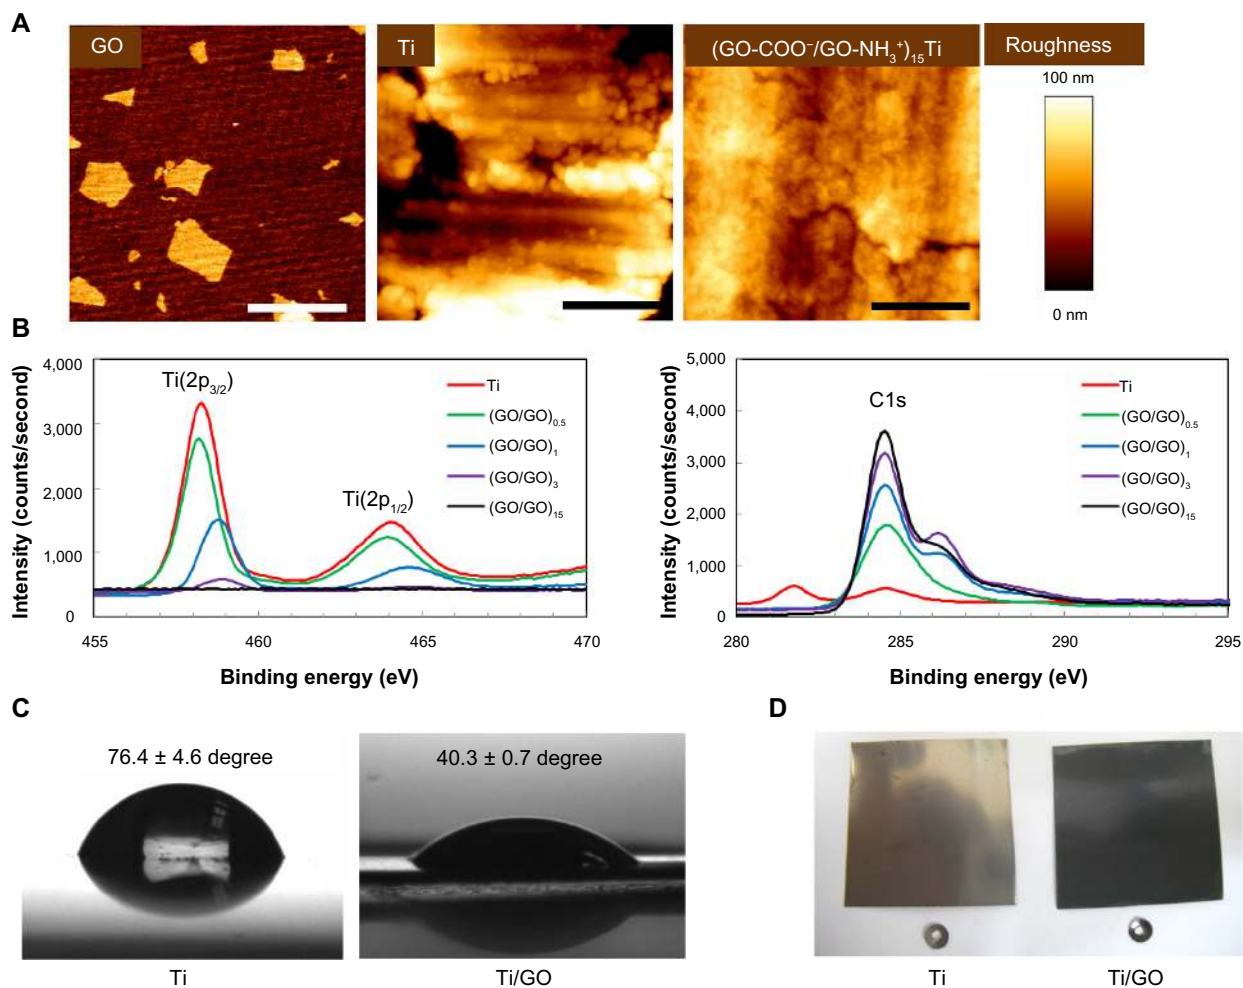 A
GO
Ti
(GO-COO⁻/GO-NH₃⁺)₁₅Ti
Roughness
100 nm
0 nm
B
Intensity (counts/second)
4,000
3,000
2,000
1,000
0
Ti(2p₃/₂)
Ti(2p₁/₂)
Ti
(GO/GO)₀.₅
(GO/GO)₁
(GO/GO)₃
(GO/GO)₁₅
455
460
465
470
Binding energy (eV)
Intensity (counts/second)
5,000
4,000
3,000
2,000
1,000
0
C1s
Ti
(GO/GO)₀.₅
(GO/GO)₁
(GO/GO)₃
(GO/GO)₁₅
280
285
290
295
Binding energy (eV)
C
76.4 ± 4.6 degree
40.3 ± 0.7 degree
Ti
Ti/GO
D
Ti
Ti/GO